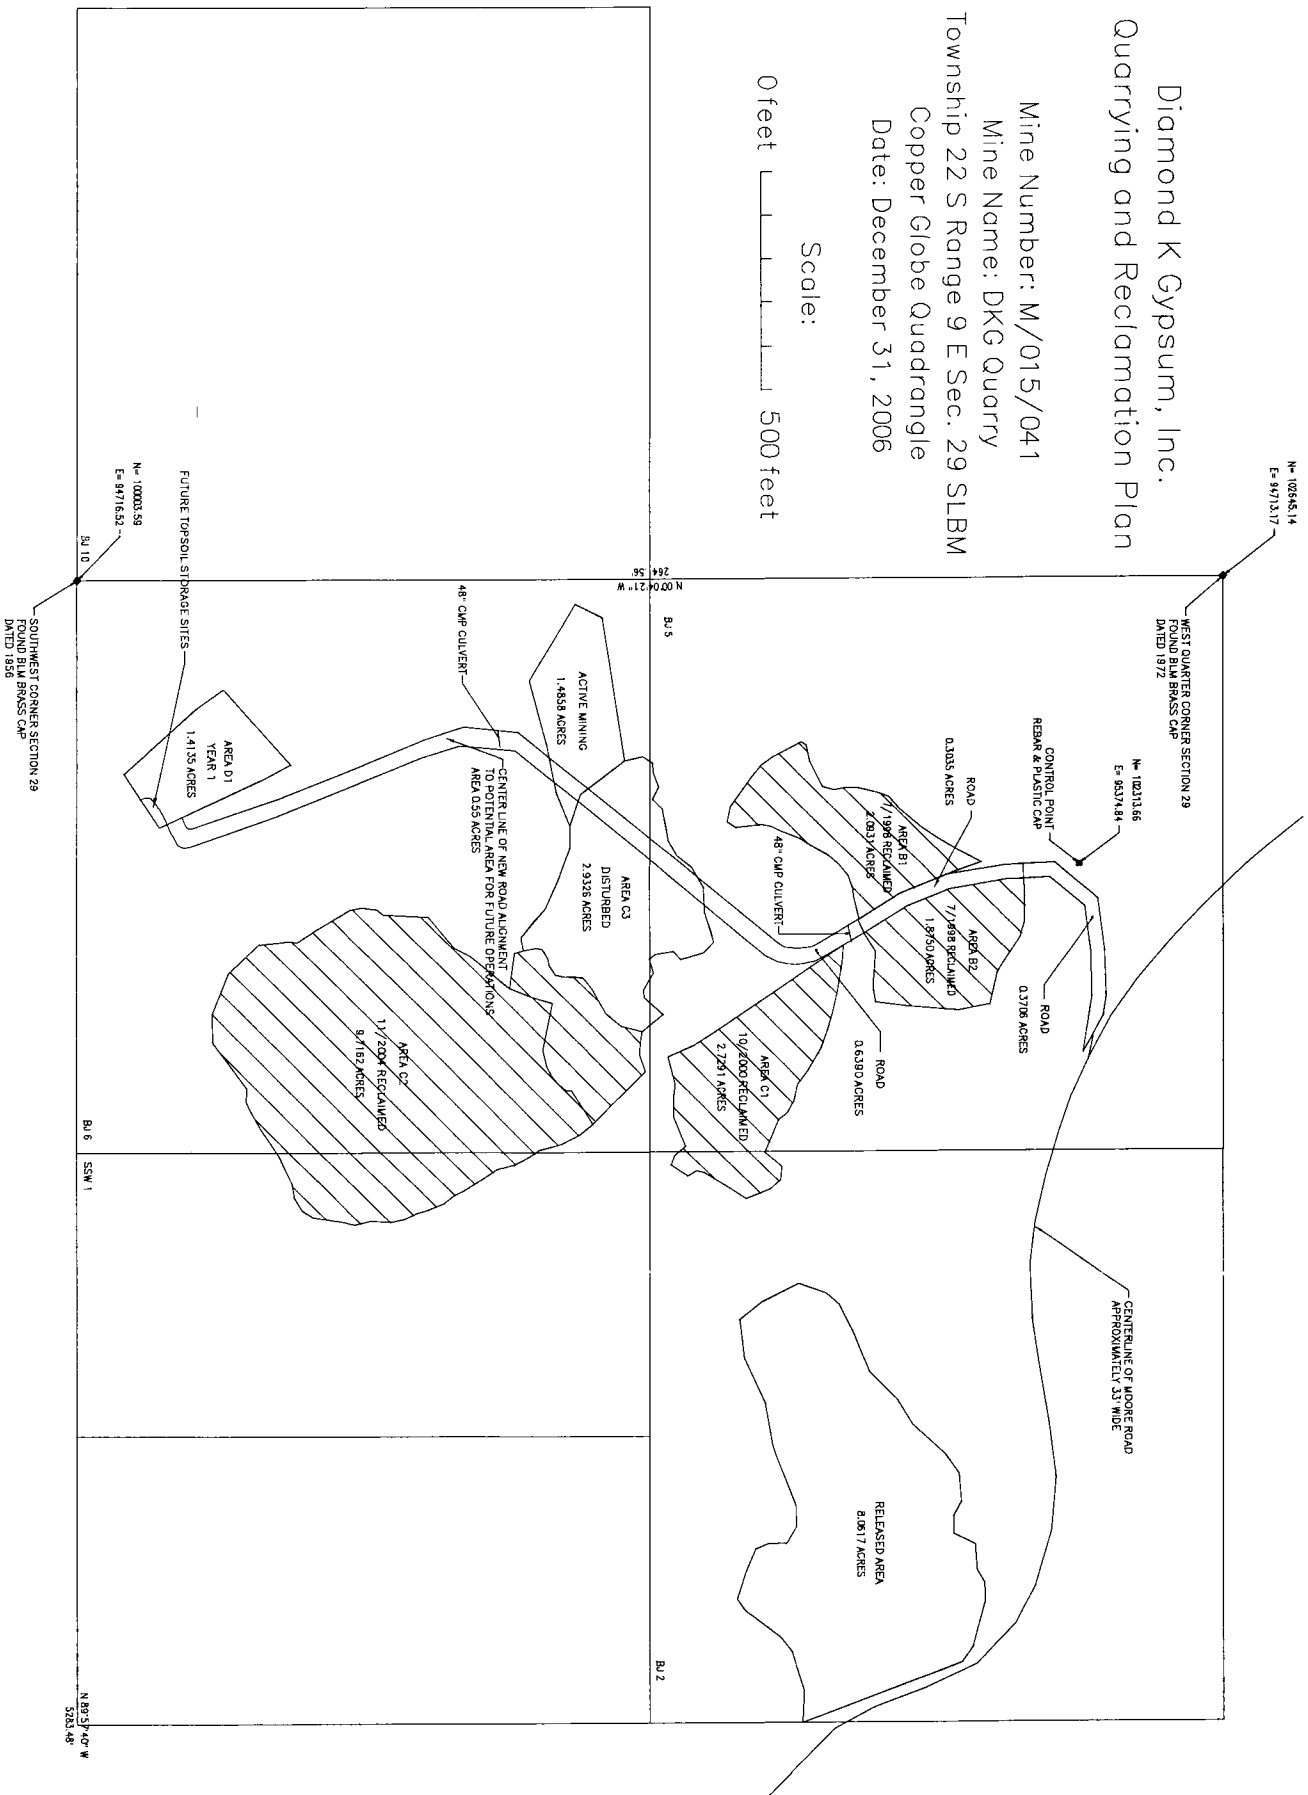 Diamond K Gypsum, Inc.
Quarrying and Reclamation Plan
Mine Number: M/015/041
Mine Name: DKG Quarry
Township 22 S Range 9 E Sec. 29 SLBM
Copper Globe Quadrangle
Date: December 31, 2006
Scale:
0 feet
500 feet
N= 102645.14
E= 94713.17
WEST QUARTER CORNER SECTION 29
FOUND BLM BRASS CAP
DATED 1972
N= 102313.66
E= 95374.84
CONTROL POINT
REBAR & PLASTIC CAP
ROAD
0.3706 ACRES
CENTERLINE OF MOORE ROAD
APPROXIMATELY 33' WIDE
ROAD
0.3035 ACRES
AREA B1
7/1998 RECLAIMED
2.0931 ACRES
AREA B2
7/1998 RECLAIMED
1.8750 ACRES
48" CMP CULVERT
ROAD
0.6390 ACRES
AREA C1
10/2000 RECLAIMED
2.7291 ACRES
RELEASED AREA
8.0617 ACRES
BJ 5
BJ 2
N 00°04'21" W
264 .56'
AREA C3
DISTURBED
2.9326 ACRES
ACTIVE MINING
1.4858 ACRES
48" CMP CULVERT
CENTER LINE OF NEW ROAD ALIGNMENT
TO POTENTIAL AREA FOR FUTURE OPERATIONS
AREA 0.55 ACRES
AREA C2
11/2004 RECLAIMED
9.7162 ACRES
AREA D1
YEAR 1
1.4135 ACRES
FUTURE TOPSOIL STORAGE SITES
N= 100003.59
E= 94716.52
BJ 10
BJ 6
SSW 1
N 89°57'40" W
5283.48'
SOUTHWEST CORNER SECTION 29
FOUND BLM BRASS CAP
DATED 1956